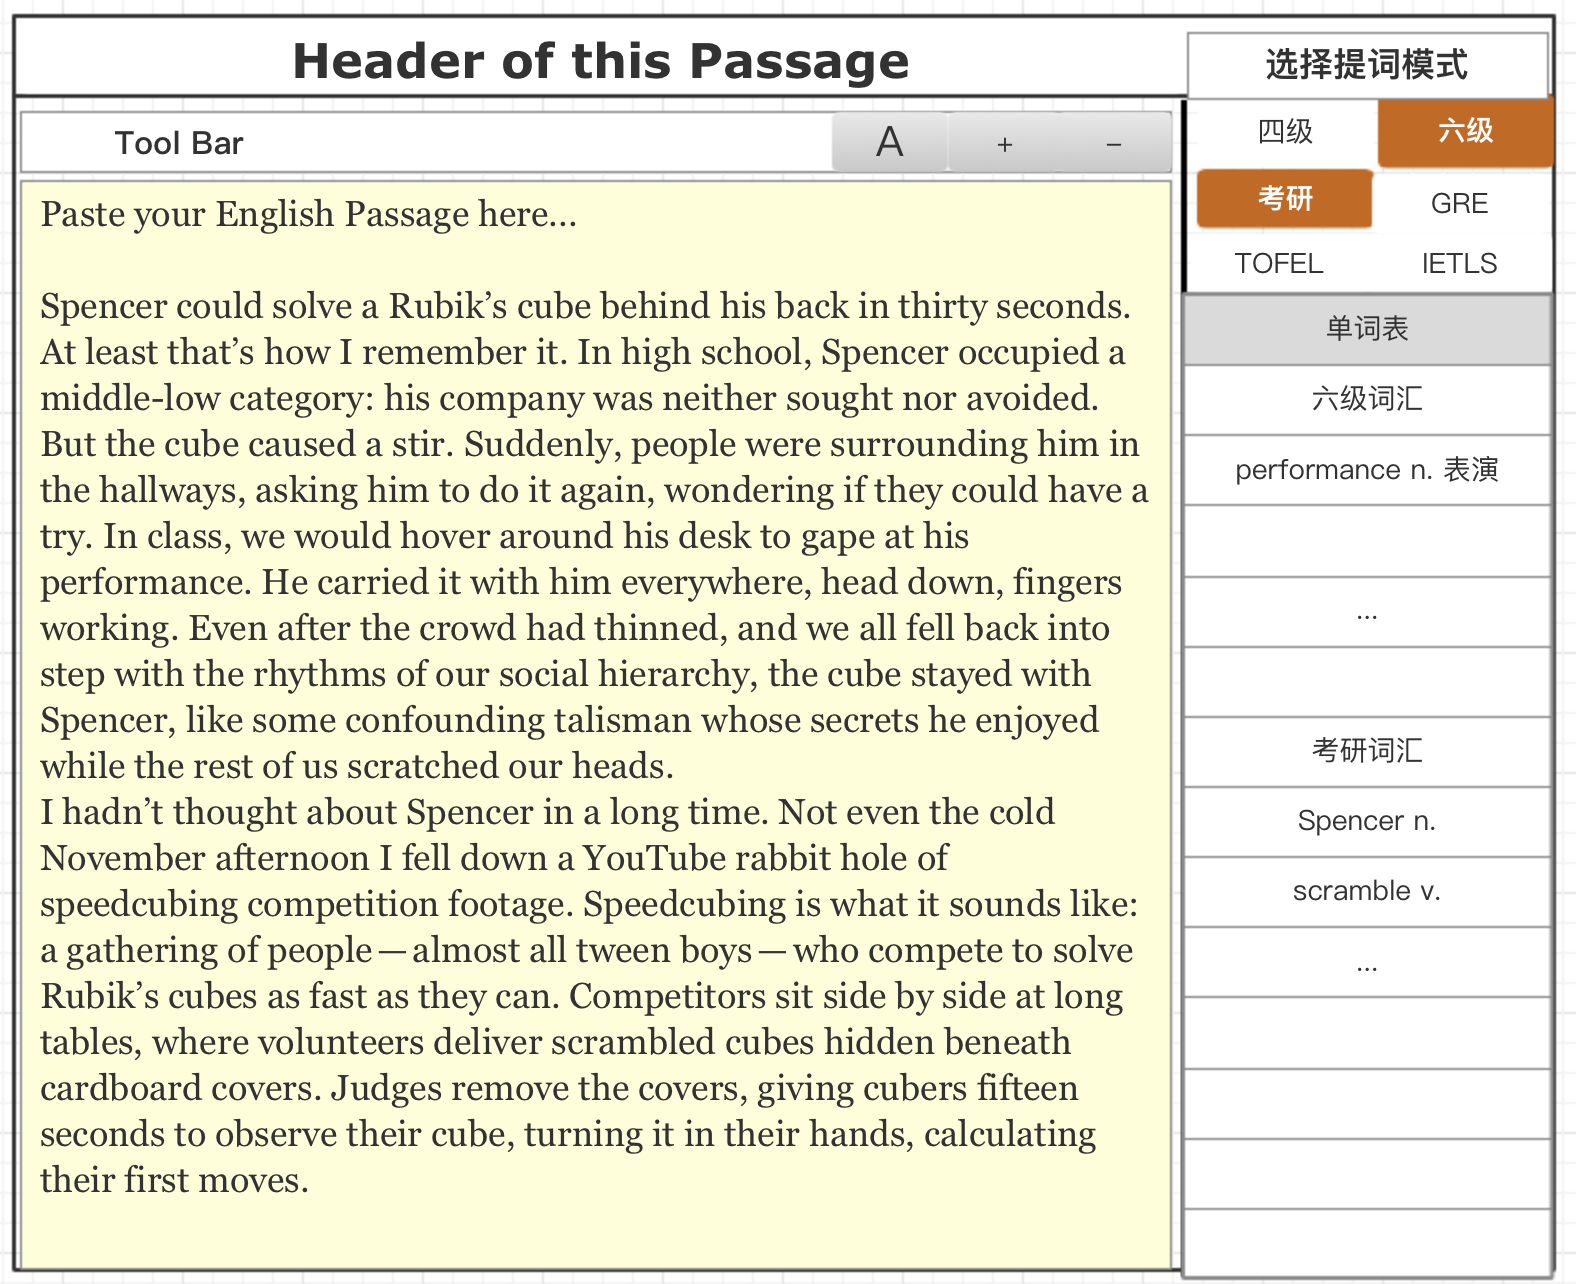 Header of this Passage
选择提词模式
Tool Bar
A
+
−
四级
六级
考研
GRE
TOFEL
IETLS
Paste your English Passage here...
Spencer could solve a Rubik’s cube behind his back in thirty seconds.
At least that’s how I remember it. In high school, Spencer occupied a
middle-low category: his company was neither sought nor avoided.
But the cube caused a stir. Suddenly, people were surrounding him in
the hallways, asking him to do it again, wondering if they could have a
try. In class, we would hover around his desk to gape at his
performance. He carried it with him everywhere, head down, fingers
working. Even after the crowd had thinned, and we all fell back into
step with the rhythms of our social hierarchy, the cube stayed with
Spencer, like some confounding talisman whose secrets he enjoyed
while the rest of us scratched our heads.
I hadn’t thought about Spencer in a long time. Not even the cold
November afternoon I fell down a YouTube rabbit hole of
speedcubing competition footage. Speedcubing is what it sounds like:
a gathering of people — almost all tween boys — who compete to solve
Rubik’s cubes as fast as they can. Competitors sit side by side at long
tables, where volunteers deliver scrambled cubes hidden beneath
cardboard covers. Judges remove the covers, giving cubers fifteen
seconds to observe their cube, turning it in their hands, calculating
their first moves.
单词表
六级词汇
performance n. 表演
...
考研词汇
Spencer n.
scramble v.
...